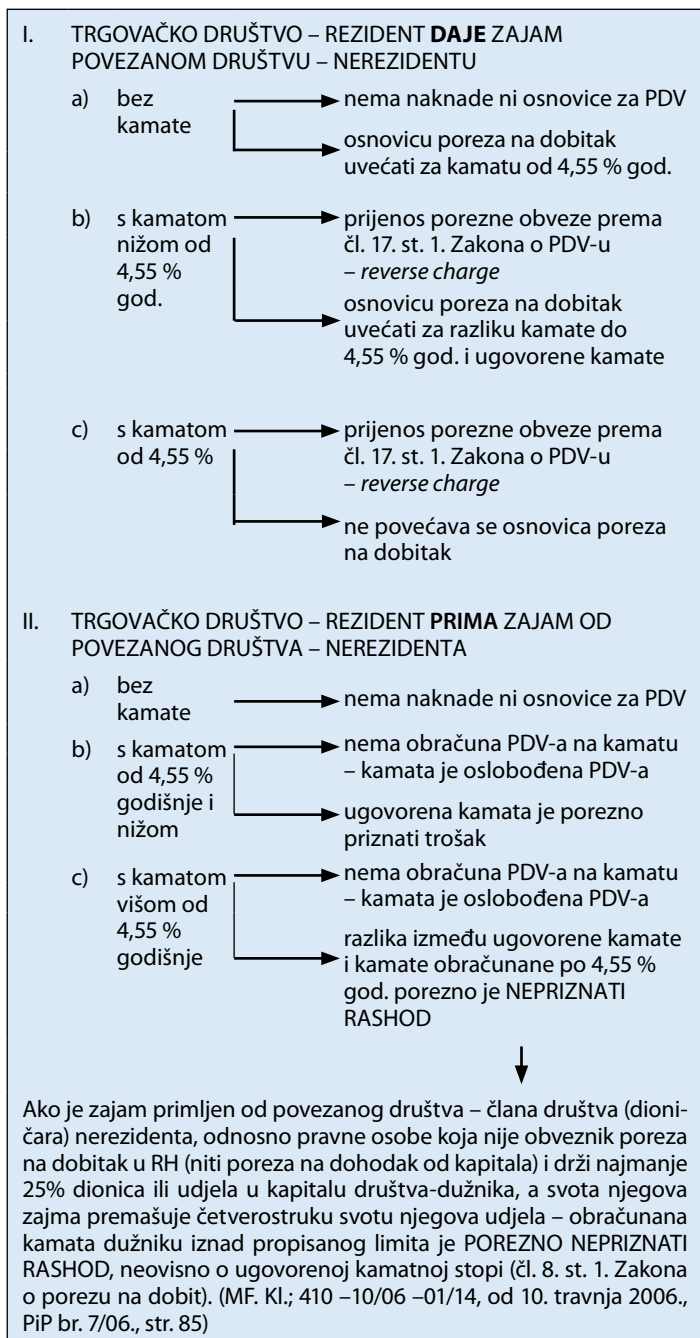 I. TRGOVAČKO DRUŠTVO – REZIDENT DAJE ZAJAM
POVEZANOM DRUŠTVU – NEREZIDENTU
a) bez
kamate
nema naknade ni osnovice za PDV
osnovicu poreza na dobitak
uvećati za kamatu od 4,55 % god.
b) s kamatom
nižom od
4,55 %
god.
prijenos porezne obveze prema
čl. 17. st. 1. Zakona o PDV-u
– reverse charge
osnovicu poreza na dobitak
uvećati za razliku kamate do
4,55 % god. i ugovorene kamate
c) s kamatom
od 4,55 %
prijenos porezne obveze prema
čl. 17. st. 1. Zakona o PDV-u
– reverse charge
ne povećava se osnovica poreza
na dobitak
II. TRGOVAČKO DRUŠTVO – REZIDENT PRIMA ZAJAM OD
POVEZANOG DRUŠTVA – NEREZIDENTA
a) bez
kamate
nema naknade ni osnovice za PDV
b) s kamatom
od 4,55 %
godišnje i
nižom
nema obračuna PDV-a na kamatu
– kamata je oslobođena PDV-a
ugovorena kamata je porezno
priznati trošak
c) s kamatom
višom od
4,55 %
godišnje
nema obračuna PDV-a na kamatu
– kamata je oslobođena PDV-a
razlika između ugovorene kamate
i kamate obračunane po 4,55 %
god. porezno je NEPRIZNATI
RASHOD
Ako je zajam primljen od povezanog društva – člana društva (dioni-
čara) nerezidenta, odnosno pravne osobe koja nije obveznik poreza
na dobitak u RH (niti poreza na dohodak od kapitala) i drži najmanje
25% dionica ili udjela u kapitalu društva-dužnika, a svota njegova
zajma premašuje četverostruku svotu njegova udjela – obračunana
kamata dužniku iznad propisanog limita je POREZNO NEPRIZNATI
RASHOD, neovisno o ugovorenoj kamatnoj stopi (čl. 8. st. 1. Zakona
o porezu na dobit). (MF. Kl.; 410 –10/06 –01/14, od 10. travnja 2006.,
PiP br. 7/06., str. 85)